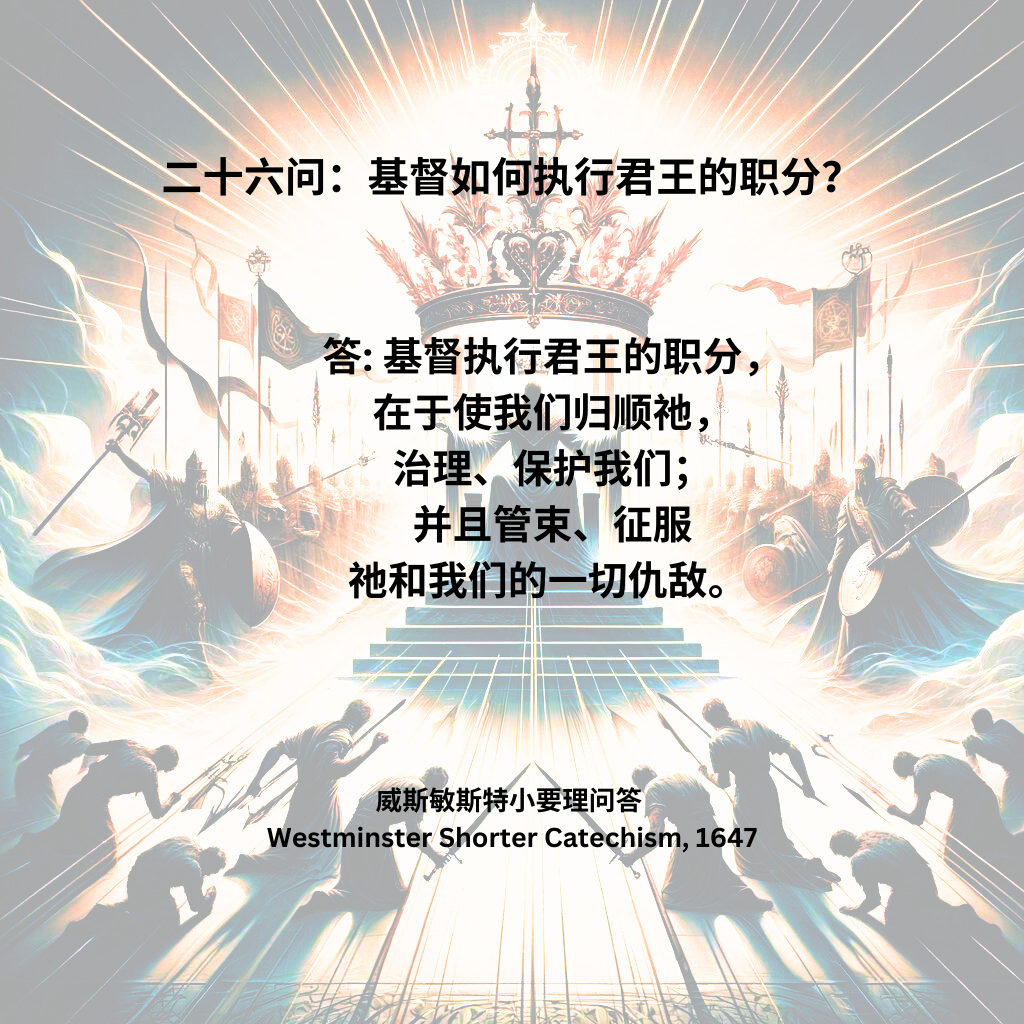 二十六问：基督如何执行君王的职分？
答: 基督执行君王的职分，
在于使我们归顺祂，
治理、保护我们；
并且管束、征服
祂和我们的一切仇敌。
威斯敏斯特小要理问答
Westminster Shorter Catechism, 1647